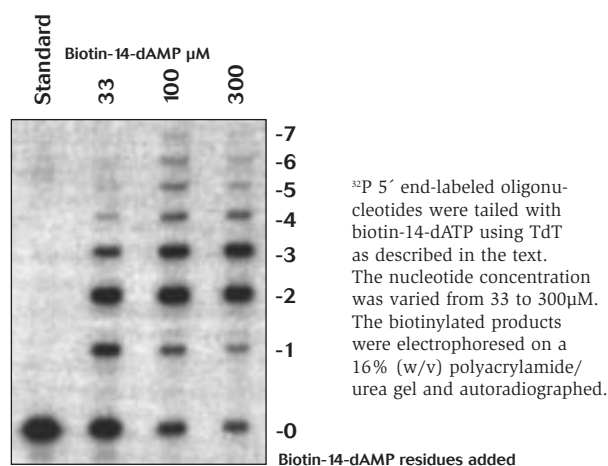 Biotin-14-dAMP µM
Standard
33
100
300
-7
-6
-5
-4
-3
-2
-1
-0
Biotin-14-dAMP residues added
³²P 5´ end-labeled oligonu-
cleotides were tailed with
biotin-14-dATP using TdT
as described in the text.
The nucleotide concentration
was varied from 33 to 300µM.
The biotinylated products
were electrophoresed on a
16% (w/v) polyacrylamide/
urea gel and autoradiographed.